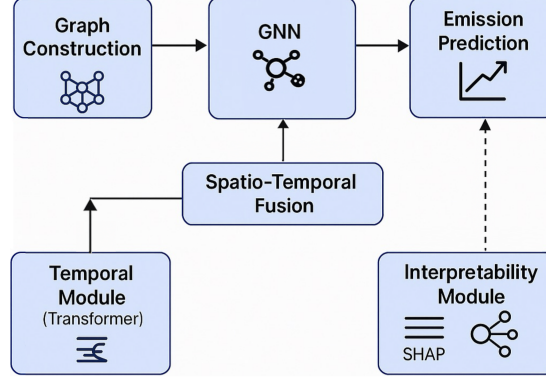 Graph
Construction
GNN
Emission
Prediction
Spatio-Temporal
Fusion
Temporal
Module
(Transformer)
Interpretability
Module
SHAP